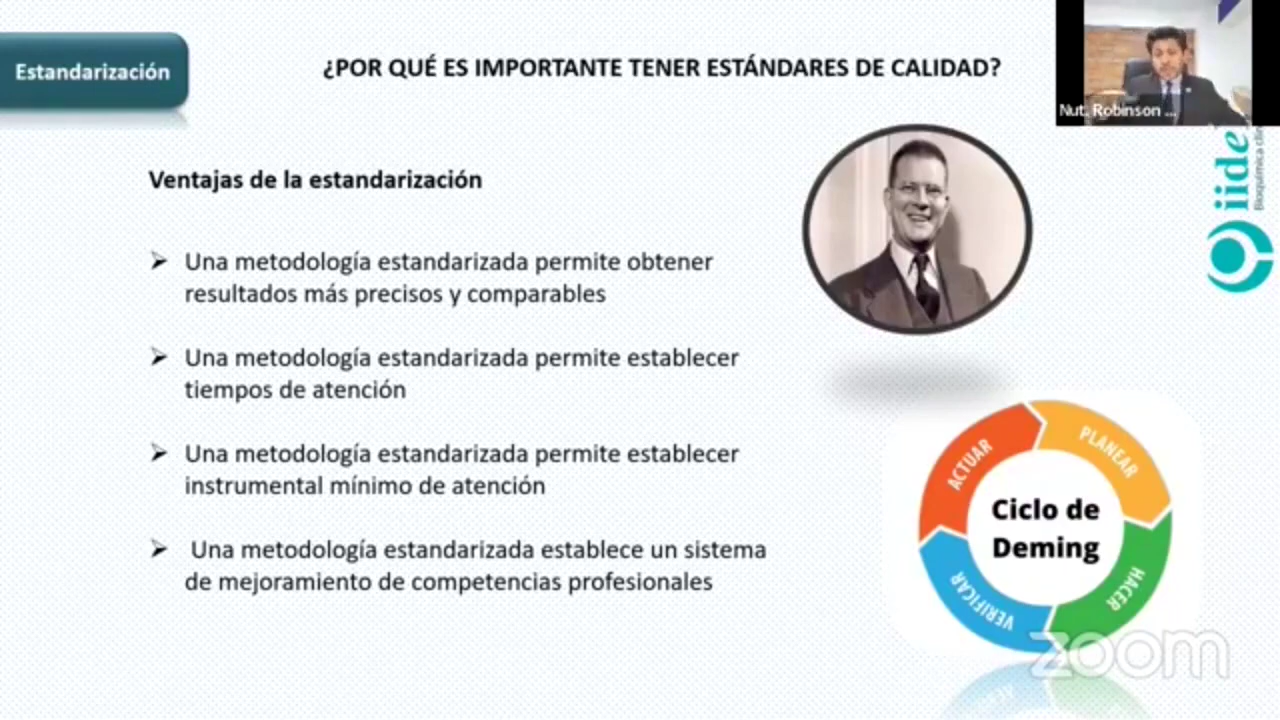 Estandarización
¿POR QUÉ ES IMPORTANTE TENER ESTÁNDARES DE CALIDAD?
Nut. Robinson ...
iide
Bioquímica clín
Ventajas de la estandarización
Una metodología estandarizada permite obtener
resultados más precisos y comparables
Una metodología estandarizada permite establecer
tiempos de atención
Una metodología estandarizada permite establecer
instrumental mínimo de atención
Una metodología estandarizada establece un sistema
de mejoramiento de competencias profesionales
ACTUAR
PLANEAR
Ciclo de
Deming
VERIFICAR
HACER
zoom